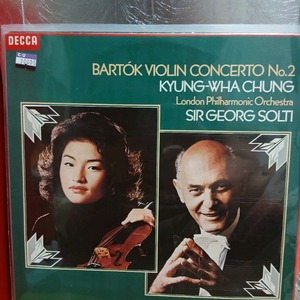 DECCA
BARTÓK VIOLIN CONCERTO No.2
KYUNG-WHA CHUNG
London Philharmonic Orchestra
SIR GEORG SOLTI